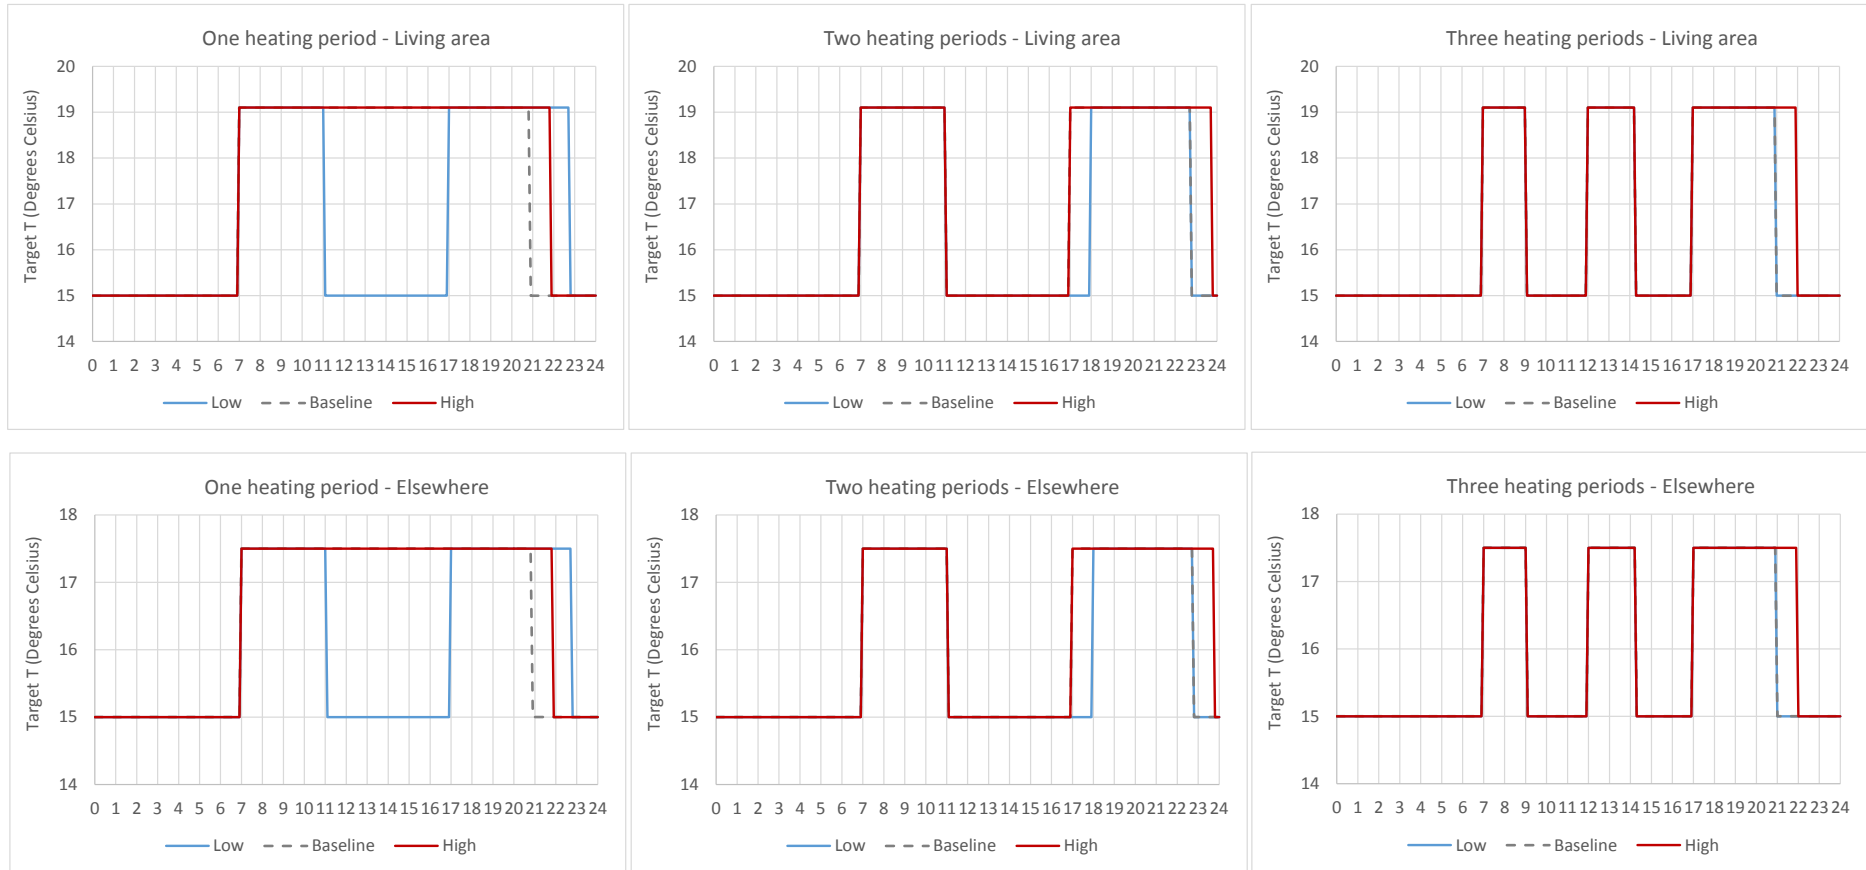 One heating period - Living area
Target T (Degrees Celsius)
20
19
18
17
16
15
14
0 1 2 3 4 5 6 7 8 9 10 11 12 13 14 15 16 17 18 19 20 21 22 23 24
Low Baseline High
Two heating periods - Living area
Target T (Degrees Celsius)
20
19
18
17
16
15
14
0 1 2 3 4 5 6 7 8 9 10 11 12 13 14 15 16 17 18 19 20 21 22 23 24
Low Baseline High
Three heating periods - Living area
Target T (Degrees Celsius)
20
19
18
17
16
15
14
0 1 2 3 4 5 6 7 8 9 10 11 12 13 14 15 16 17 18 19 20 21 22 23 24
Low Baseline High
One heating period - Elsewhere
Target T (Degrees Celsius)
18
17
16
15
14
0 1 2 3 4 5 6 7 8 9 10 11 12 13 14 15 16 17 18 19 20 21 22 23 24
Low Baseline High
Two heating periods - Elsewhere
Target T (Degrees Celsius)
18
17
16
15
14
0 1 2 3 4 5 6 7 8 9 10 11 12 13 14 15 16 17 18 19 20 21 22 23 24
Low Baseline High
Three heating periods - Elsewhere
Target T (Degrees Celsius)
18
17
16
15
14
0 1 2 3 4 5 6 7 8 9 10 11 12 13 14 15 16 17 18 19 20 21 22 23 24
Low Baseline High